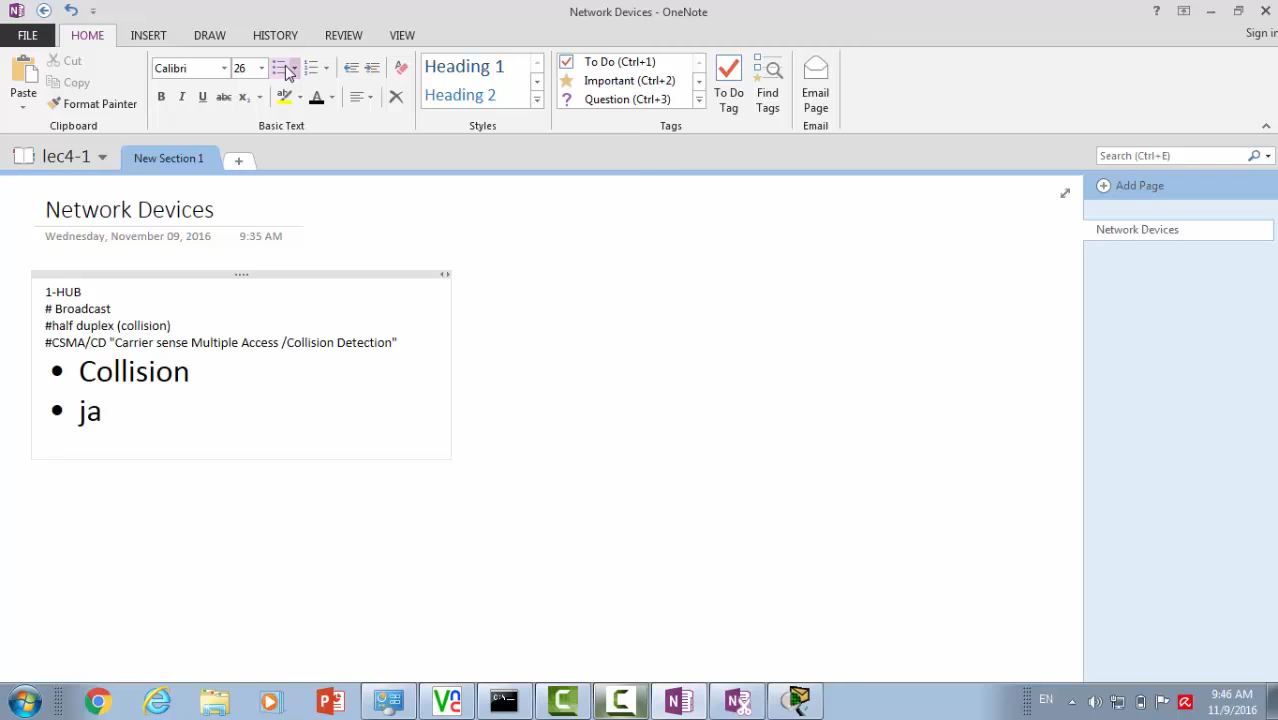 Network Devices - OneNote
Sign in
FILE HOME INSERT DRAW HISTORY REVIEW VIEW
Paste
Cut
Copy
Format Painter
Clipboard
Calibri 26
B I U abc
Basic Text
Heading 1
Heading 2
Styles
To Do (Ctrl+1)
Important (Ctrl+2)
Question (Ctrl+3)
To Do Tag
Find Tags
Tags
Email Page
Email
lec4-1
New Section 1
Search (Ctrl+E)
Network Devices
Wednesday, November 09, 2016 9:35 AM
1-HUB
# Broadcast
#half duplex (collision)
#CSMA/CD "Carrier sense Multiple Access /Collision Detection"
• Collision
• ja
Add Page
Network Devices
EN
9:46 AM
11/9/2016